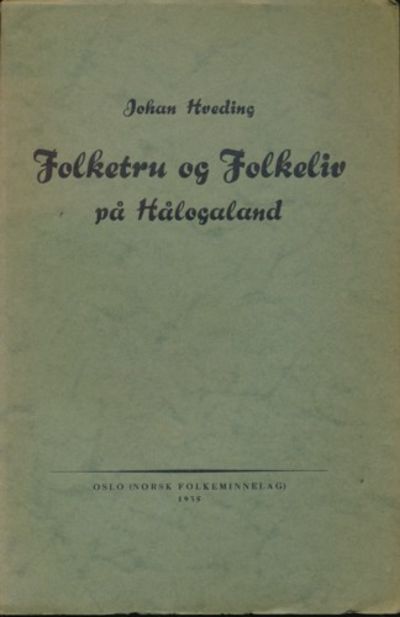 Johan Hveding
Folketru og Folkeliv
på Hålogaland
OSLO (NORSK FOLKEMINNELAG)
1935